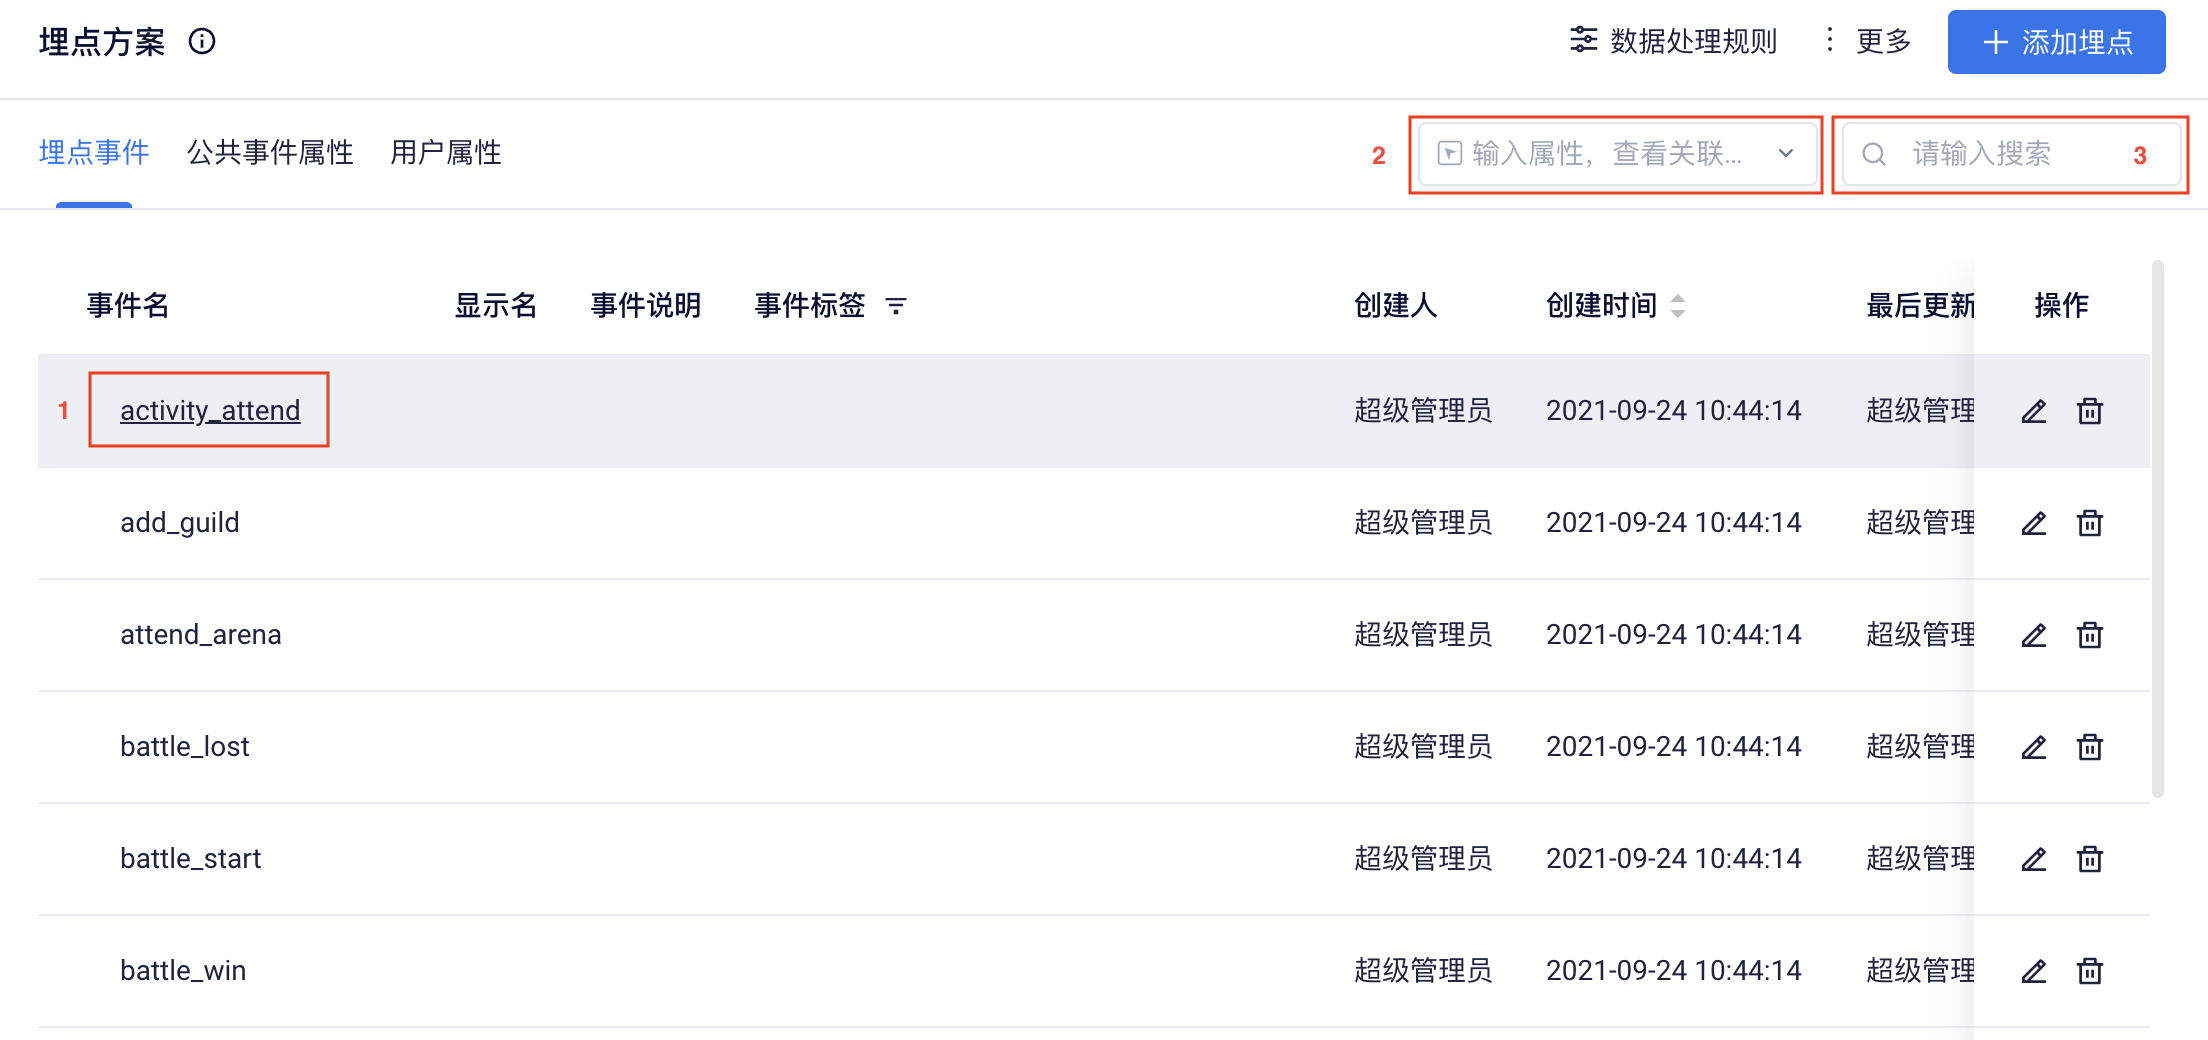 埋点方案
数据处理规则 更多 添加埋点
埋点事件 公共事件属性 用户属性 2 输入属性，查看关联... 请输入搜索 3
事件名 显示名 事件说明 事件标签 创建人 创建时间 最后更新 操作
1 activity_attend 超级管理员 2021-09-24 10:44:14 超级管理
add_guild 超级管理员 2021-09-24 10:44:14 超级管理
attend_arena 超级管理员 2021-09-24 10:44:14 超级管理
battle_lost 超级管理员 2021-09-24 10:44:14 超级管理
battle_start 超级管理员 2021-09-24 10:44:14 超级管理
battle_win 超级管理员 2021-09-24 10:44:14 超级管理